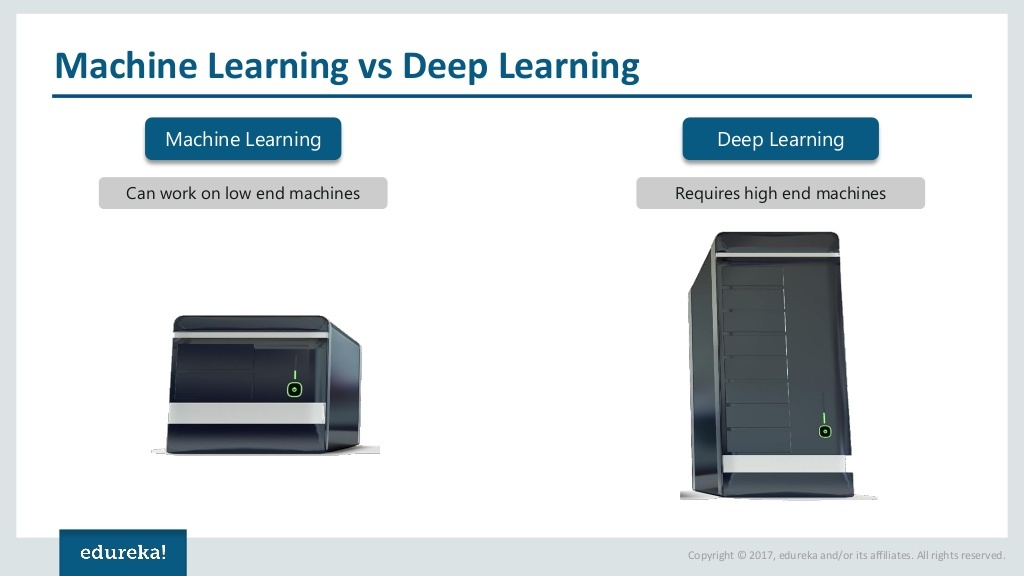 Machine Learning vs Deep Learning
Machine Learning
Deep Learning
Can work on low end machines
Requires high end machines
edureka!
Copyright © 2017, edureka and/or its affiliates. All rights reserved.